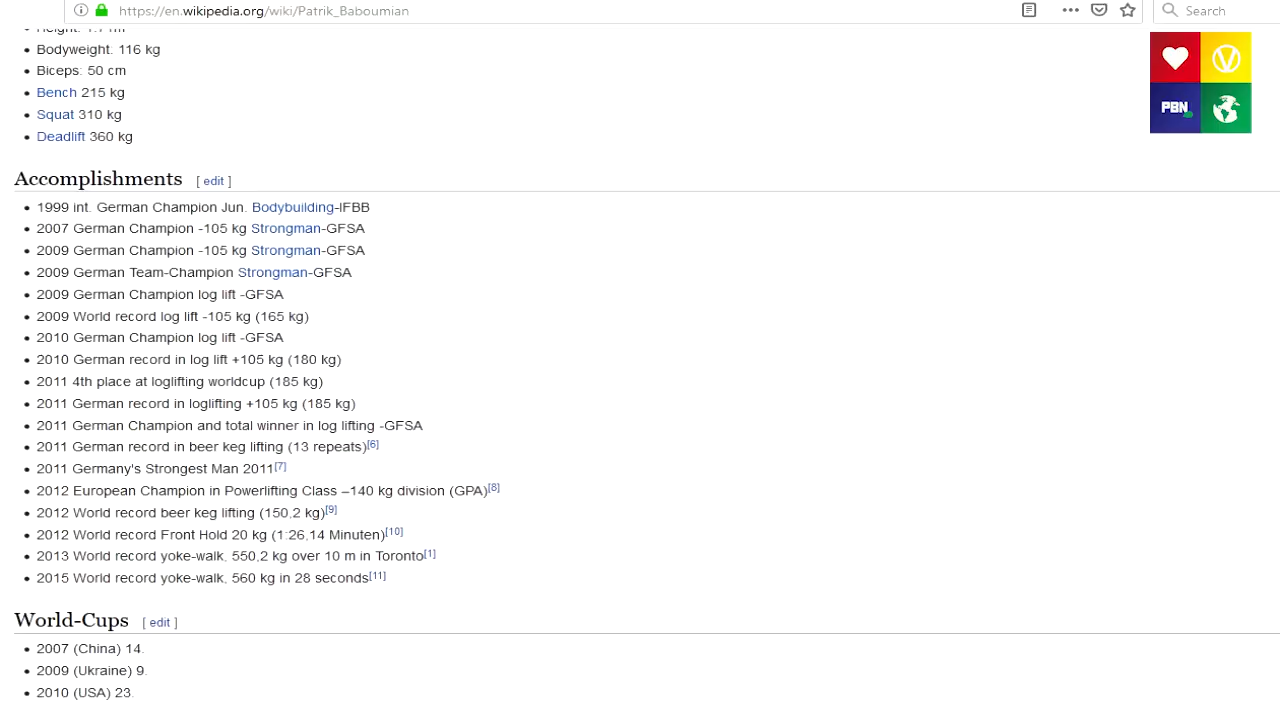 https://en.wikipedia.org/wiki/Patrik_Baboumian
Search
Bodyweight: 116 kg
Biceps: 50 cm
Bench 215 kg
Squat 310 kg
Deadlift 360 kg
PBN
Accomplishments [ edit ]
1999 int. German Champion Jun. Bodybuilding-IFBB
2007 German Champion -105 kg Strongman-GFSA
2009 German Champion -105 kg Strongman-GFSA
2009 German Team-Champion Strongman-GFSA
2009 German Champion log lift -GFSA
2009 World record log lift -105 kg (165 kg)
2010 German Champion log lift -GFSA
2010 German record in log lift +105 kg (180 kg)
2011 4th place at loglifting worldcup (185 kg)
2011 German record in loglifting +105 kg (185 kg)
2011 German Champion and total winner in log lifting -GFSA
2011 German record in beer keg lifting (13 repeats)[6]
2011 Germany's Strongest Man 2011[7]
2012 European Champion in Powerlifting Class –140 kg division (GPA)[8]
2012 World record beer keg lifting (150,2 kg)[9]
2012 World record Front Hold 20 kg (1:26,14 Minuten)[10]
2013 World record yoke-walk, 550,2 kg over 10 m in Toronto[1]
2015 World record yoke-walk, 560 kg in 28 seconds[11]
World-Cups [ edit ]
2007 (China) 14.
2009 (Ukraine) 9.
2010 (USA) 23.